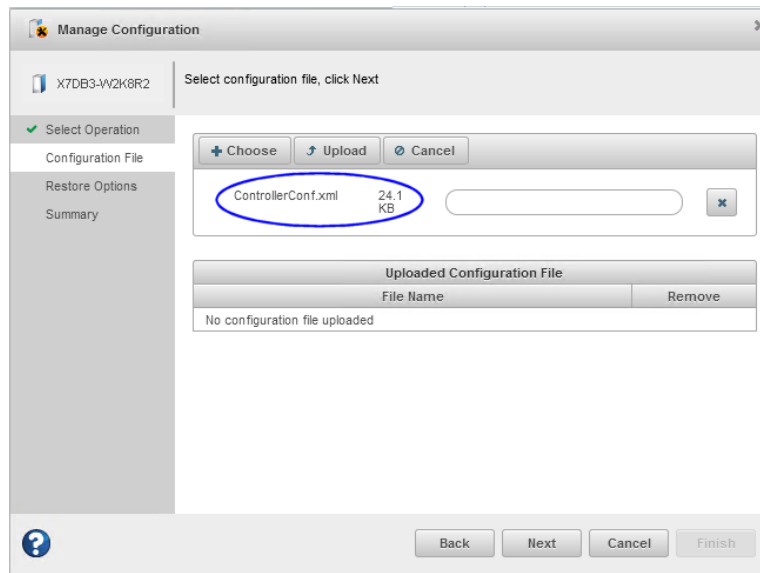 Manage Configuration
X7DB3-W2K8R2
Select configuration file, click Next
Select Operation
Configuration File
Restore Options
Summary
Choose Upload Cancel
ControllerConf.xml 24.1
KB
Uploaded Configuration File
File Name Remove
No configuration file uploaded
Back Next Cancel Finish